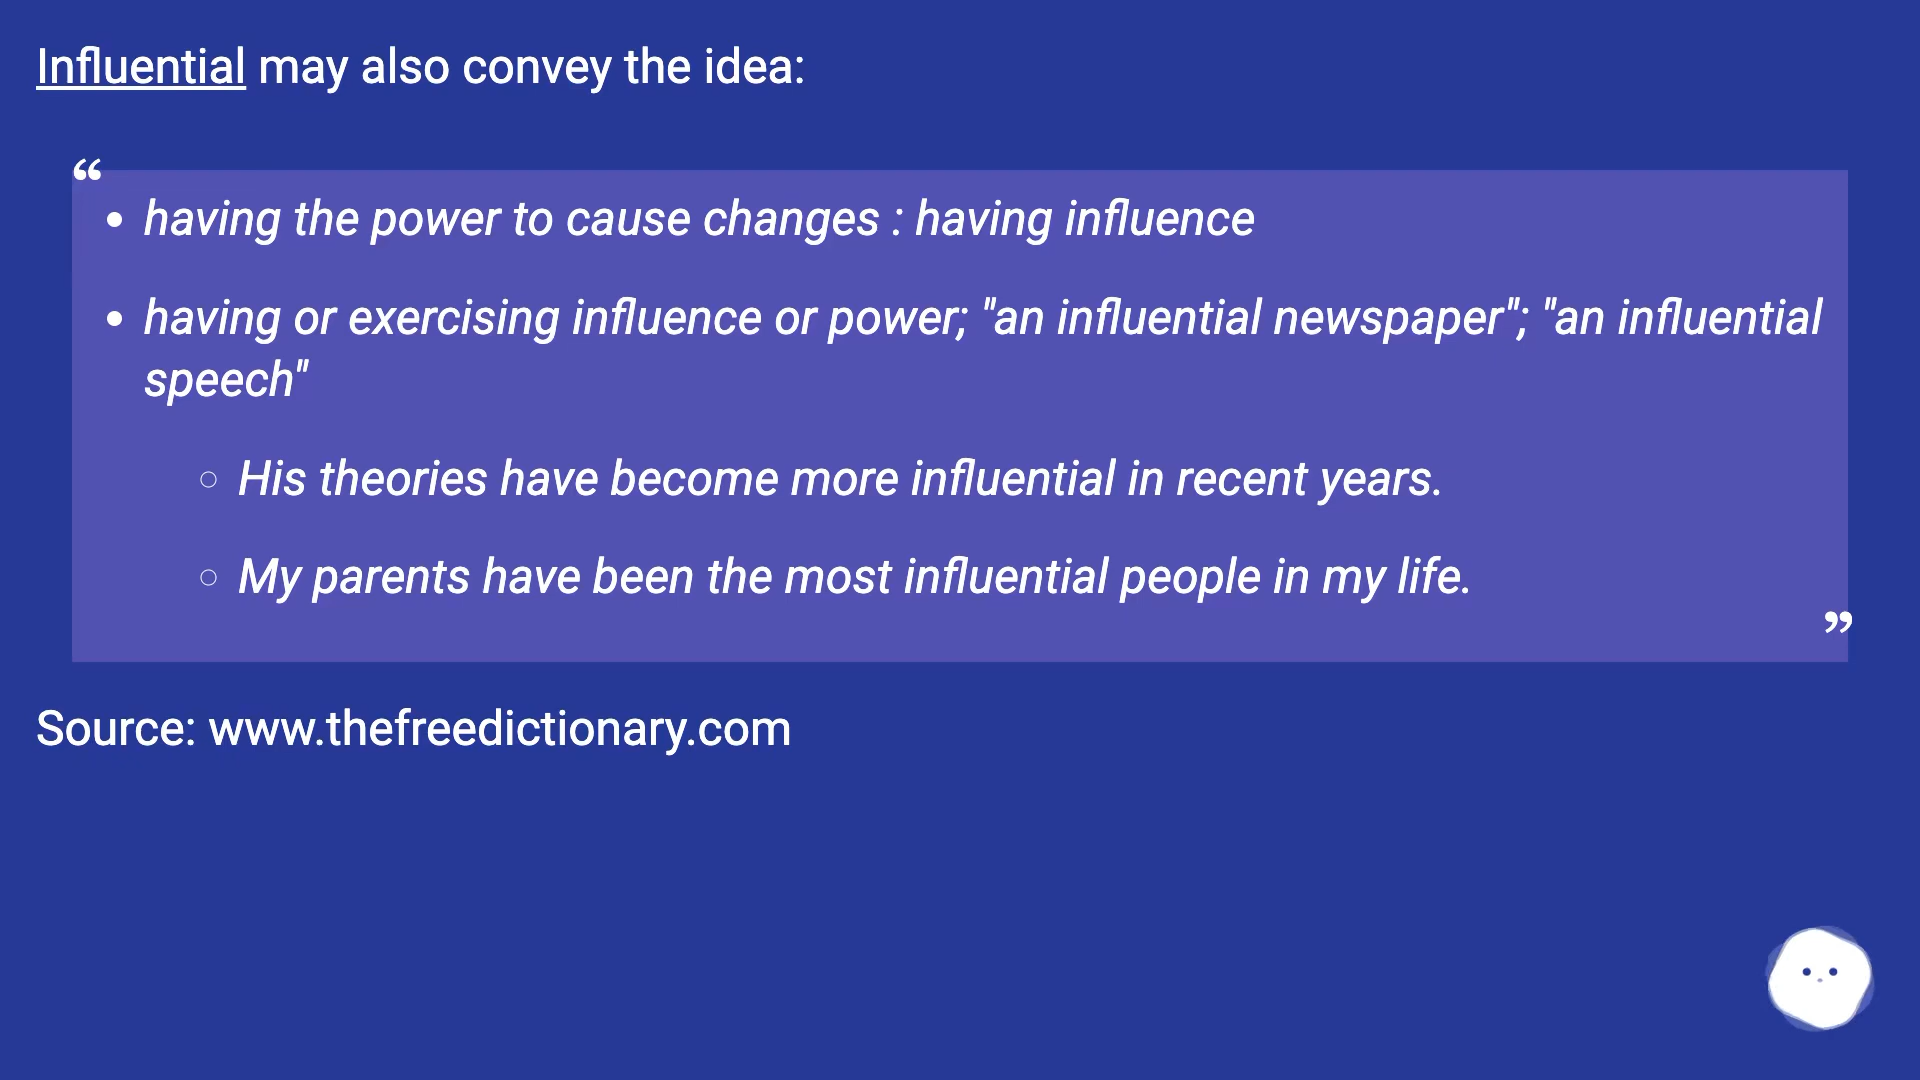 Influential may also convey the idea:
“
• having the power to cause changes : having influence
• having or exercising influence or power; "an influential newspaper"; "an influential
speech"
○ His theories have become more influential in recent years.
○ My parents have been the most influential people in my life.
”
Source: www.thefreedictionary.com